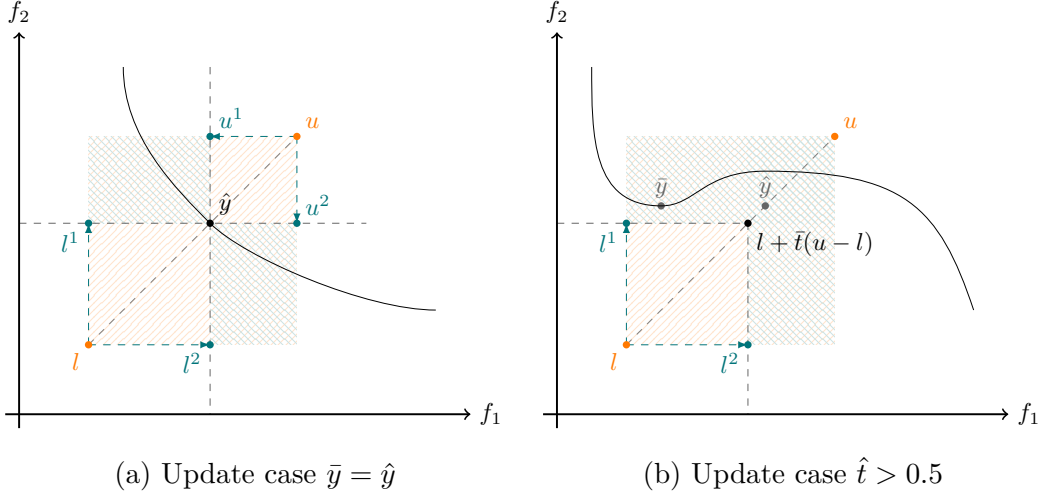 f₂
u¹
u
ŷ
u²
l¹
l
l²
f₁
(a) Update case ȳ = ŷ
f₂
u
ȳ
ŷ
l¹
l + t̄(u − l)
l
l²
f₁
(b) Update case t̂ > 0.5